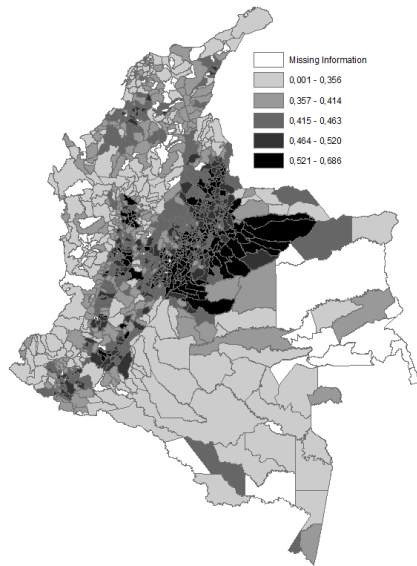 Missing Information
0,001 - 0,356
0,357 - 0,414
0,415 - 0,463
0,464 - 0,520
0,521 - 0,686